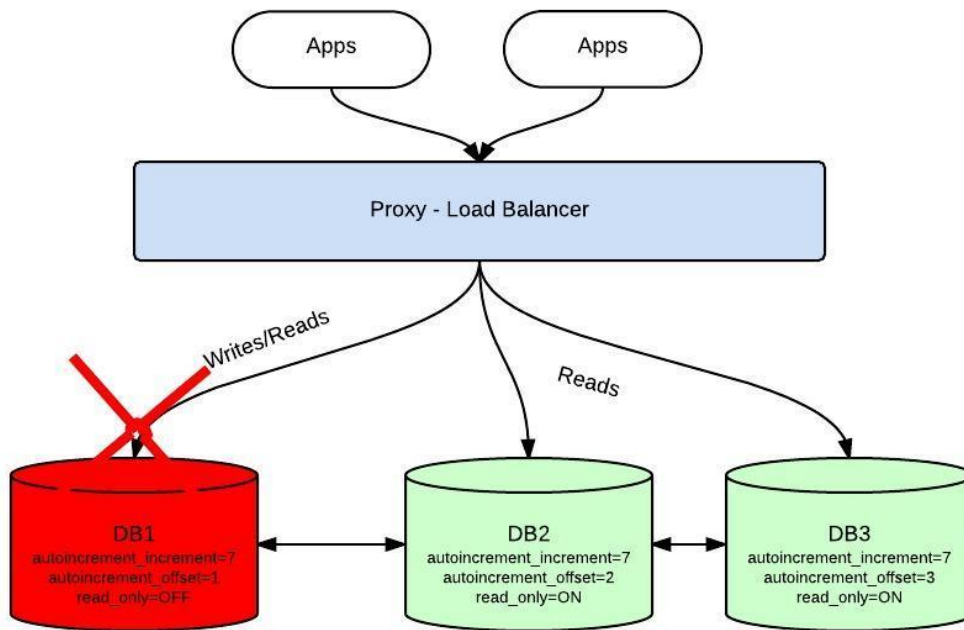 Apps
Apps
Proxy - Load Balancer
Writes/Reads
Reads
DB1
autoincrement_increment=7
autoincrement_offset=1
read_only=OFF
DB2
autoincrement_increment=7
autoincrement_offset=2
read_only=ON
DB3
autoincrement_increment=7
autoincrement_offset=3
read_only=ON